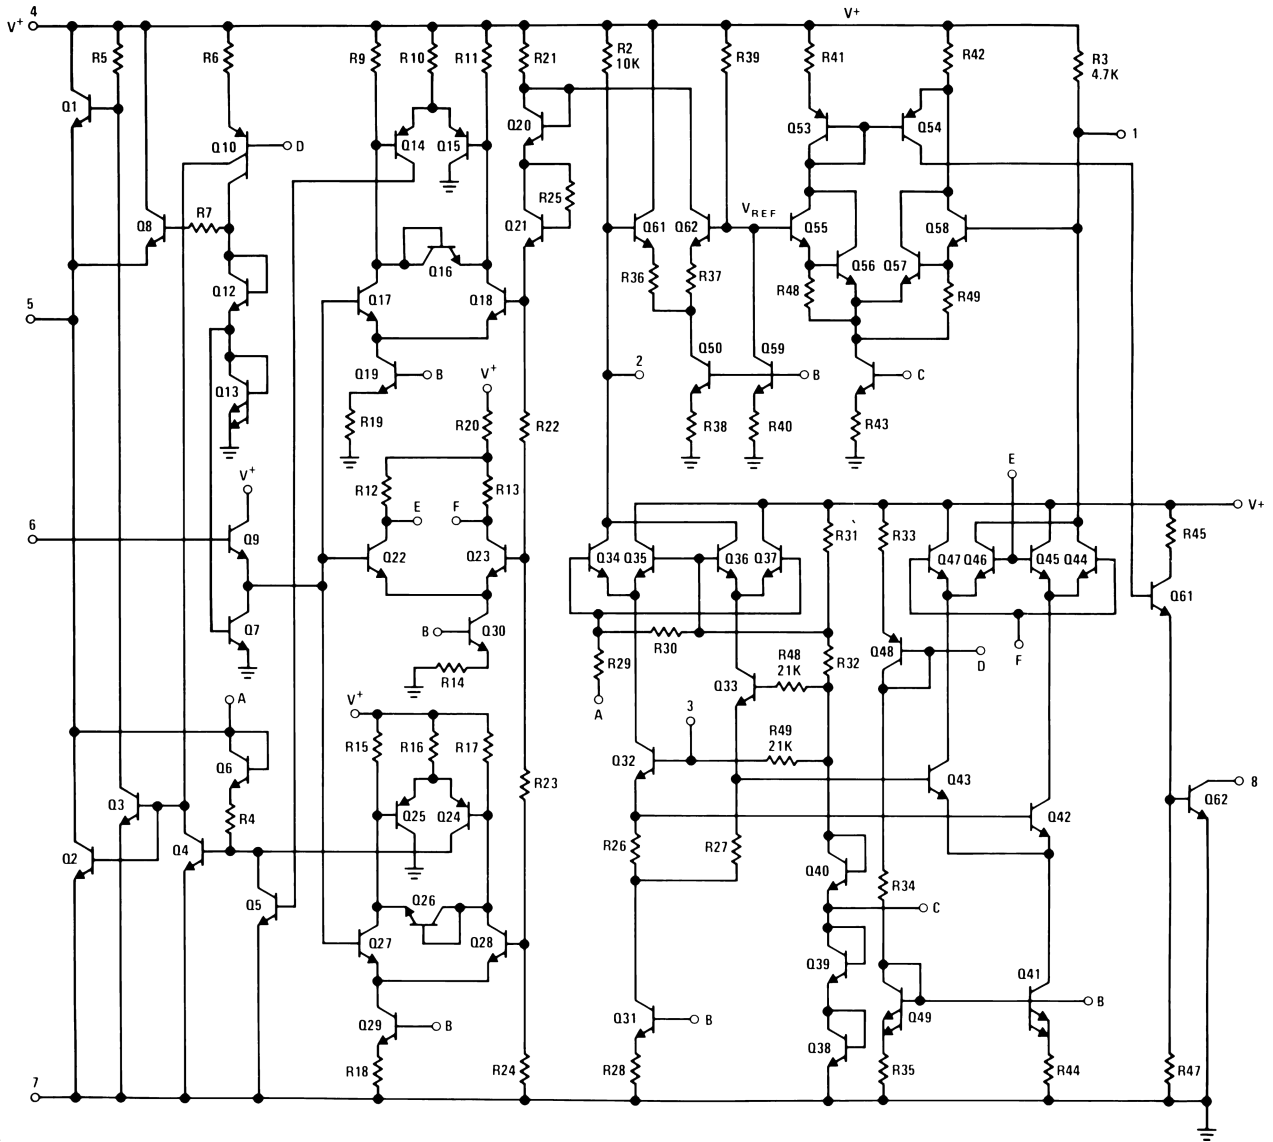 4 V+
V+
R5 R6 R9 R10 R11 R21 R2 10K R39 R41 R42 R3 4.7K
Q1 Q10 D Q14 Q15 Q20 Q53 Q54 1
R7 R25
Q8 Q21 Q61 Q62 VREF Q55 Q58
Q16 R36 R37 Q56 Q57
Q12 Q17 Q18 R48 R49
5
Q19 B V+ 2 Q50 Q59 B C
Q13
R19 R20 R22 R38 R40 R43
V+ R12 R13 E
E F V+
6 Q9 Q22 Q23 R31 ` R33 R45
Q34 Q35 Q36 Q37 Q47 Q46 Q45 Q44
Q61
Q7 B Q30 R30 Q48 D F
R14 R29 R48 21K R32
A V+ A Q33
3
R15 R16 R17 R49 21K
Q6 Q32
Q3 R4 Q25 Q24 R23 Q43 8
Q62
Q42
Q2 Q4 R26 R27
Q40
Q5 Q26 R34
C
Q27 Q28
Q39 Q41
B
Q29 B Q31 B Q49
Q38
7 R18 R24 R28 R35 R44 R47